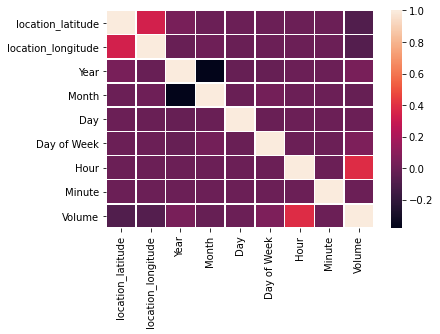 location_latitude
location_longitude
Year
Month
Day
Day of Week
Hour
Minute
Volume
location_latitude
location_longitude
Year
Month
Day
Day of Week
Hour
Minute
Volume
1.0
0.8
0.6
0.4
0.2
0.0
−0.2